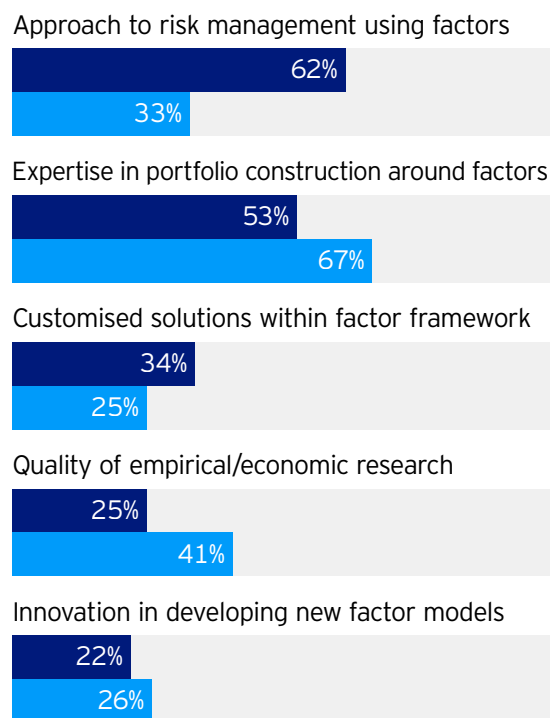 Approach to risk management using factors
62%
33%
Expertise in portfolio construction around factors
53%
67%
Customised solutions within factor framework
34%
25%
Quality of empirical/economic research
25%
41%
Innovation in developing new factor models
22%
26%